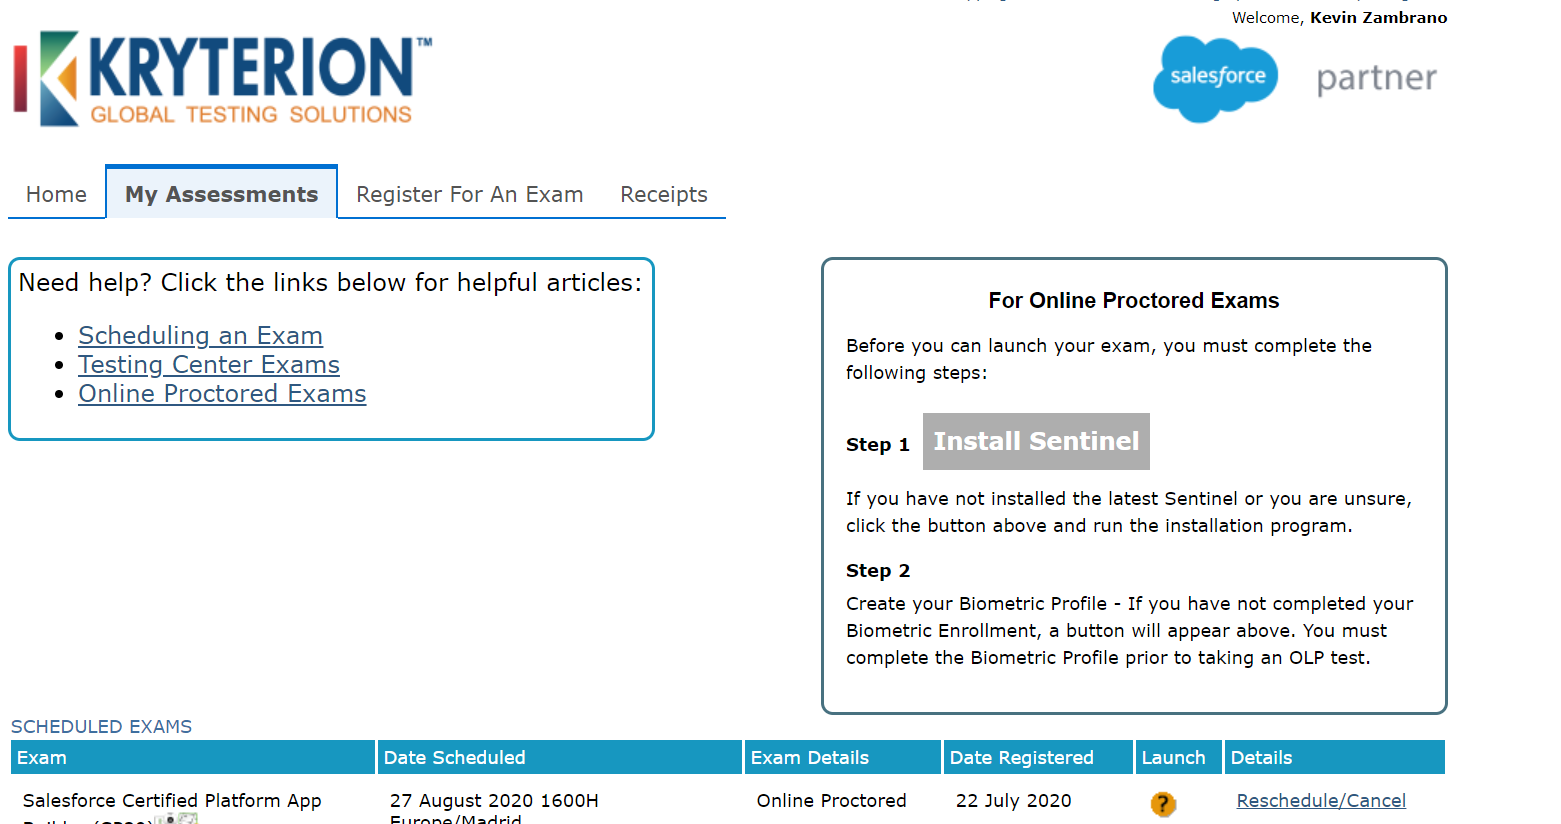 Welcome, Kevin Zambrano
KRYTERION™
GLOBAL TESTING SOLUTIONS
salesforce
partner
Home
My Assessments
Register For An Exam
Receipts
Need help? Click the links below for helpful articles:
Scheduling an Exam
Testing Center Exams
Online Proctored Exams
For Online Proctored Exams
Before you can launch your exam, you must complete the
following steps:
Step 1 Install Sentinel
If you have not installed the latest Sentinel or you are unsure,
click the button above and run the installation program.
Step 2
Create your Biometric Profile - If you have not completed your
Biometric Enrollment, a button will appear above. You must
complete the Biometric Profile prior to taking an OLP test.
SCHEDULED EXAMS
Exam Date Scheduled Exam Details Date Registered Launch Details
Salesforce Certified Platform App 27 August 2020 1600H Online Proctored 22 July 2020 ? Reschedule/Cancel
Europe/Madrid